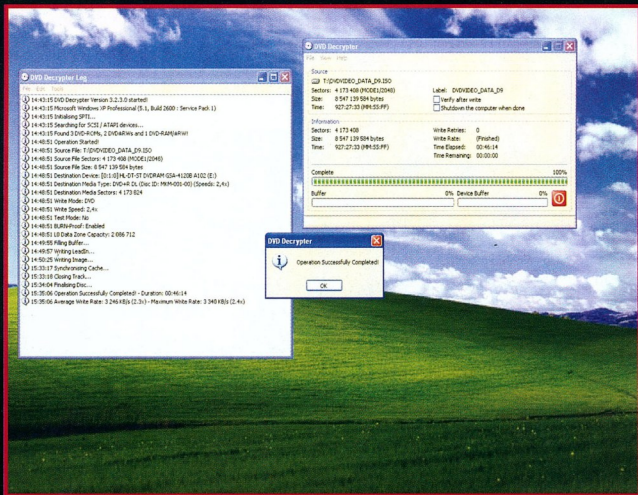 DVD Decrypter Log
File Edit Tools
14:43:15 DVD Decrypter Version 3.2.3.0 started!
14:43:15 Microsoft Windows XP Professional (5.1, Build 2600 : Service Pack 1)
14:43:15 Initialising SPTI...
14:43:15 Searching for SCSI / ATAPI devices...
14:43:15 Found 3 DVD-ROMs, 2 DVD±RWs and 1 DVD-RAM/±RW!
14:48:51 Operation Started!
14:48:51 Source File: T:\DVDVIDEO_DATA_D9.ISO
14:48:51 Source File Sectors: 4 173 408 (MODE1/2048)
14:48:51 Source File Size: 8 547 139 584 bytes
14:48:51 Destination Device: [0:1:0] HL-DT-ST DVDRAM GSA-4120B A102 (E:)
14:48:51 Destination Media Type: DVD+R DL (Disc ID: MKM-001-00) (Speeds: 2,4x)
14:48:51 Destination Media Sectors: 4 173 824
14:48:51 Write Mode: DVD
14:48:51 Write Speed: 2,4x
14:48:51 Test Mode: No
14:48:51 BURN-Proof: Enabled
14:48:51 L0 Data Zone Capacity: 2 086 712
14:49:55 Filling Buffer...
14:49:57 Writing LeadIn...
14:50:25 Writing Image...
15:33:17 Synchronising Cache...
15:33:18 Closing Track...
15:34:04 Finalising Disc...
15:35:06 Operation Successfully Completed! - Duration: 00:46:14
15:35:06 Average Write Rate: 3 246 KB/s (2.3x) - Maximum Write Rate: 3 340 KB/s (2.4x)
DVD Decrypter
File View Help
Source
T:\DVDVIDEO_DATA_D9.ISO
Sectors: 4 173 408 (MODE1/2048) Label: DVDVIDEO_DATA_D9
Size: 8 547 139 584 bytes Verify after write
Time: 927:27:33 (MM:SS:FF) Shutdown the computer when done
Information
Sectors: 4 173 408 Write Retries: 0
Size: 8 547 139 584 bytes Write Rate: (Finished)
Time: 927:27:33 (MM:SS:FF) Time Elapsed: 00:46:14
Time Remaining: 00:00:00
Complete 100%
Buffer 0% Device Buffer 0%
DVD Decrypter
Operation Successfully Completed!
OK